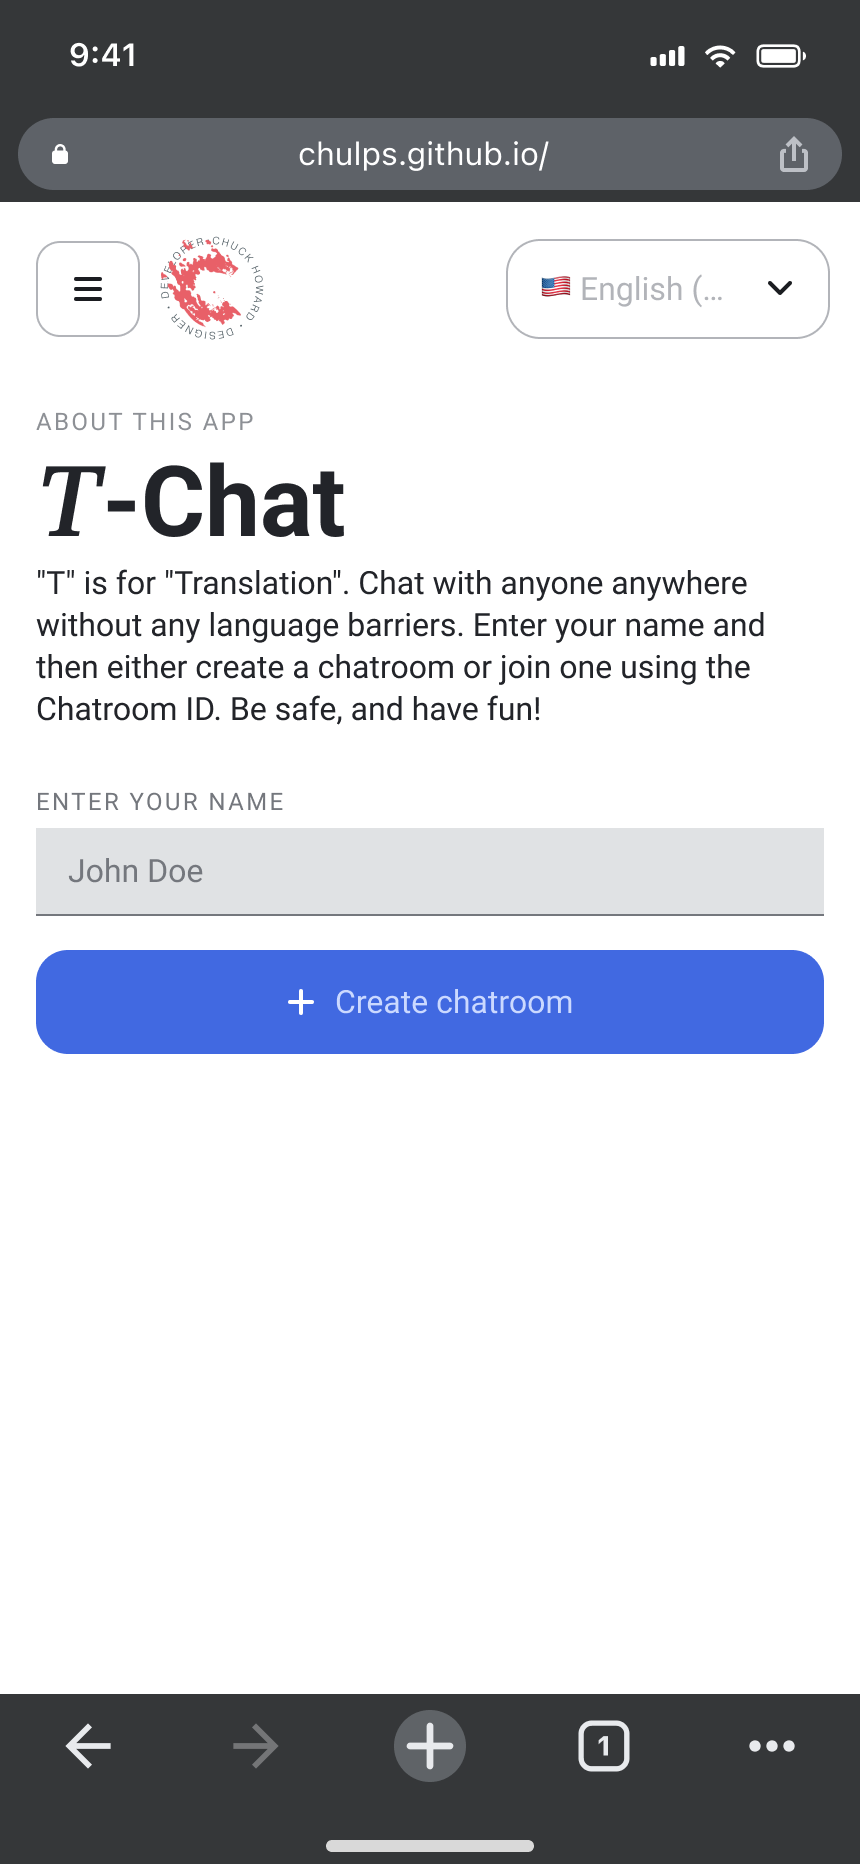 9:41
chulps.github.io/
DEVELOPER • CHUCK HOWARD • DESIGNER •
🇺🇸 English (...
ABOUT THIS APP
T-Chat
"T" is for "Translation". Chat with anyone anywhere
without any language barriers. Enter your name and
then either create a chatroom or join one using the
Chatroom ID. Be safe, and have fun!
ENTER YOUR NAME
John Doe
Create chatroom
1